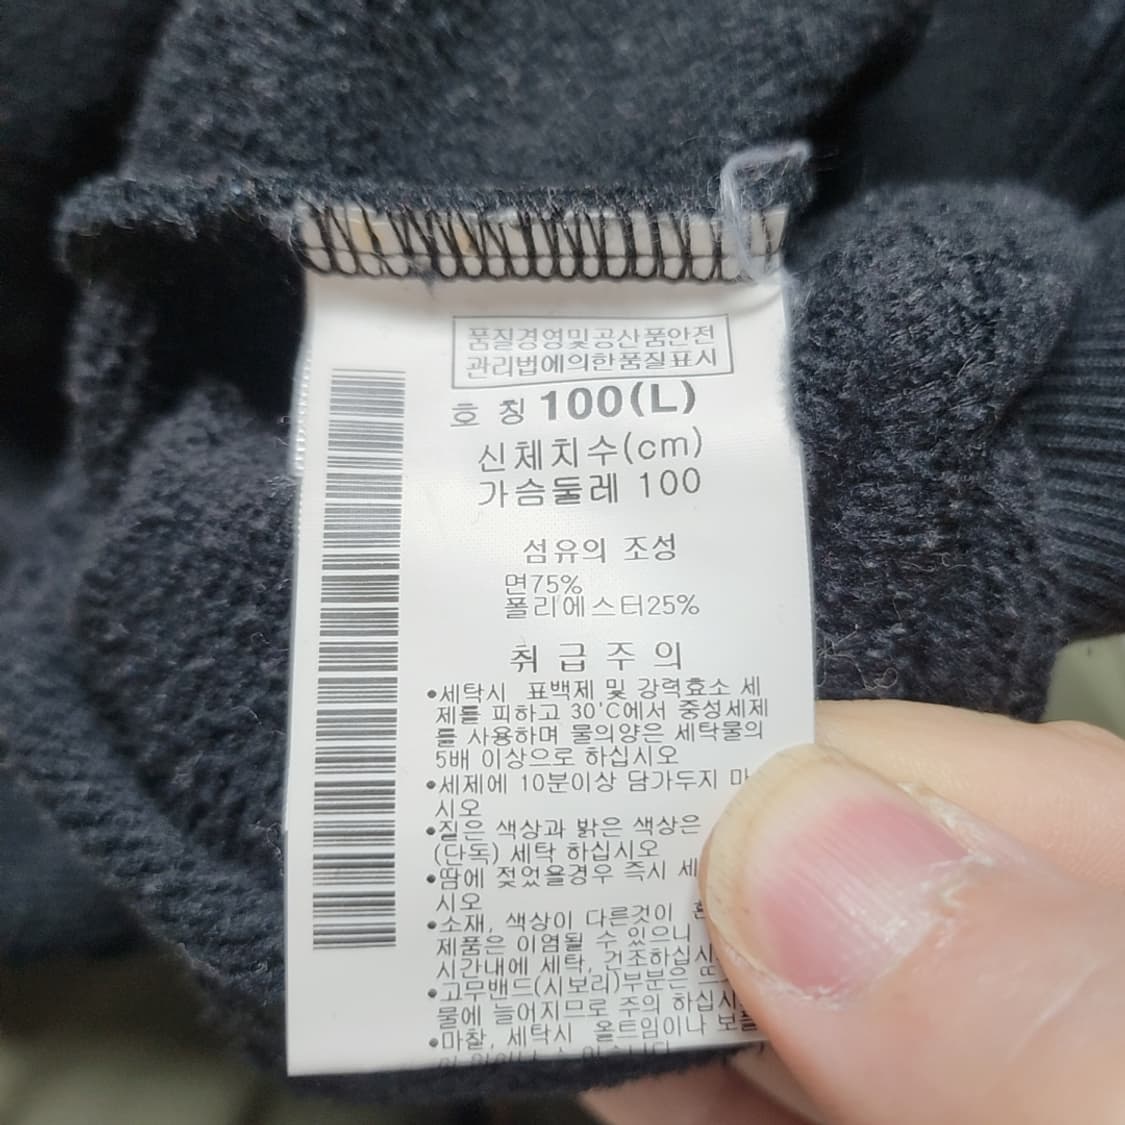 품질경영및공산품안전
관리법에의한품질표시
호 칭 100(L)
신체치수(cm)
가슴둘레 100
섬유의 조성
면75%
폴리에스터25%
취 급 주 의
•세탁시 표백제 및 강력효소 세
제를 피하고 30°C에서 중성세제
를 사용하며 물의양은 세탁물의
5배 이상으로 하십시오
•세제에 10분이상 담가두지 마
시오
•짙은 색상과 밝은 색상은
(단독) 세탁 하십시오
•땀에 젖었을경우 즉시 세
시오
•소재, 색상이 다른것이
제품은 이염될 수 있으니
시간내에 세탁, 건조하십시
•고무밴드(시보리)부분은
물에 늘어지므로 주의 하십시
•마찰, 세탁시 올트임이나